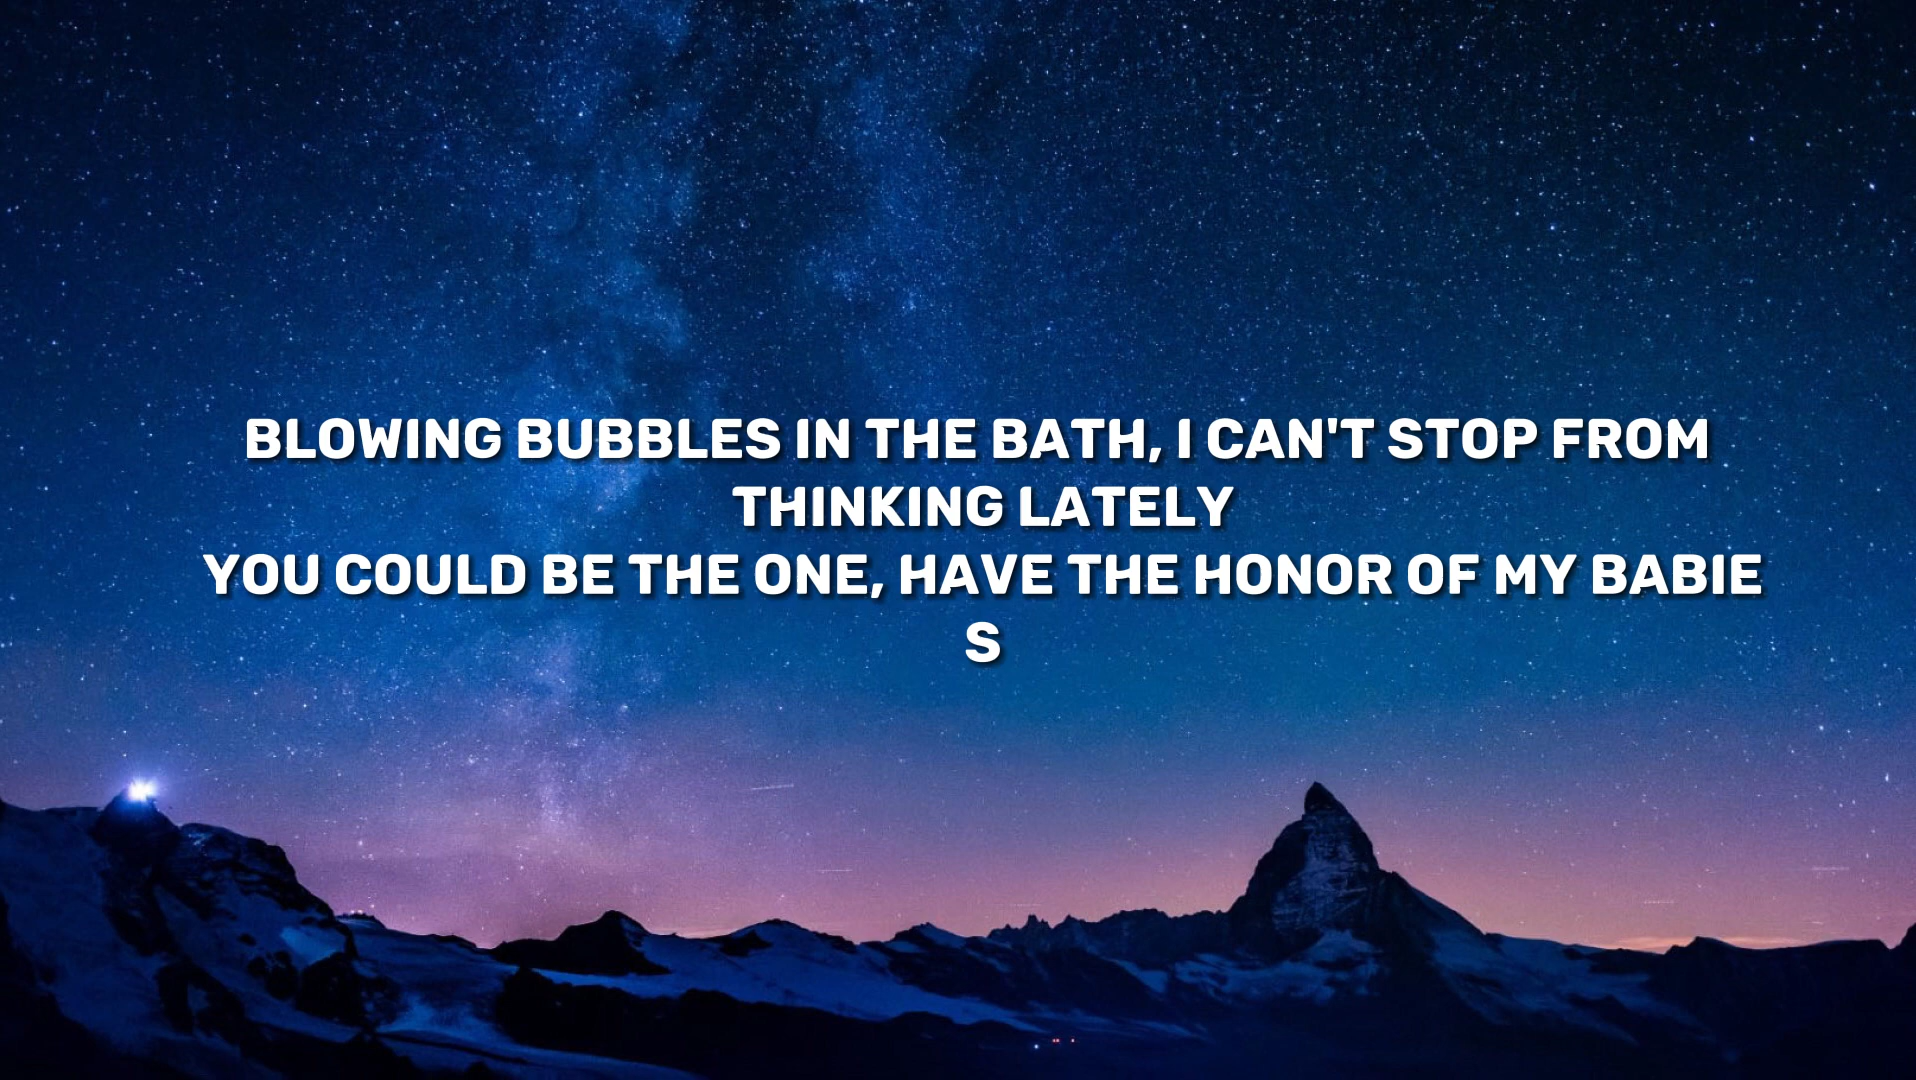 BLOWING BUBBLES IN THE BATH, I CAN'T STOP FROM
THINKING LATELY
YOU COULD BE THE ONE, HAVE THE HONOR OF MY BABIE
S